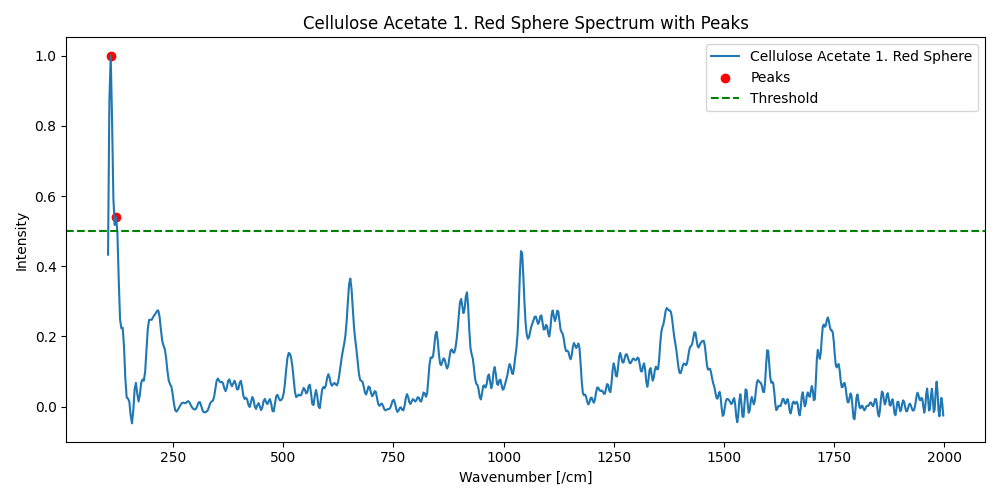 Cellulose Acetate 1. Red Sphere Spectrum with Peaks
Cellulose Acetate 1. Red Sphere
Peaks
Threshold
Intensity
1.0
0.8
0.6
0.4
0.2
0.0
250 500 750 1000 1250 1500 1750 2000
Wavenumber [/cm]